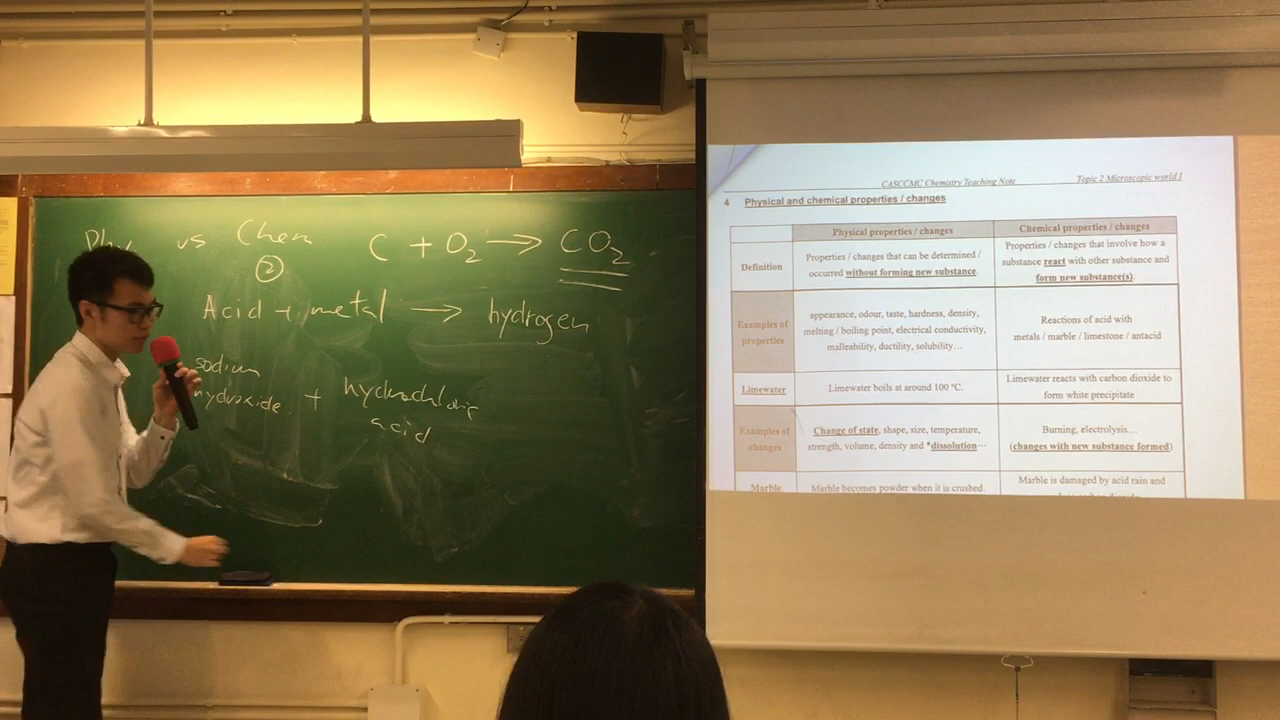 Phy vs Chem
②
C + O₂ → CO₂
Acid + metal → hydrogen
sodium
hydroxide + hydrochloric
acid
CASCCMC Chemistry Teaching Note Topic 2 Microscopic world I
4 Physical and chemical properties / changes
Physical properties / changes Chemical properties / changes
Definition
Properties / changes that can be determined /
occurred without forming new substance.
Properties / changes that involve how a
substance react with other substance and
form new substance(s).
Examples of
properties
appearance, odour, taste, hardness, density,
melting / boiling point, electrical conductivity,
malleability, ductility, solubility…
Reactions of acid with
metals / marble / limestone / antacid
Limewater
Limewater boils at around 100 °C.
Limewater reacts with carbon dioxide to
form white precipitate
Examples of
changes
Change of state, shape, size, temperature,
strength, volume, density and *dissolution…
Burning, electrolysis…
(changes with new substance formed)
Marble
Marble becomes powder when it is crushed.
Marble is damaged by acid rain and